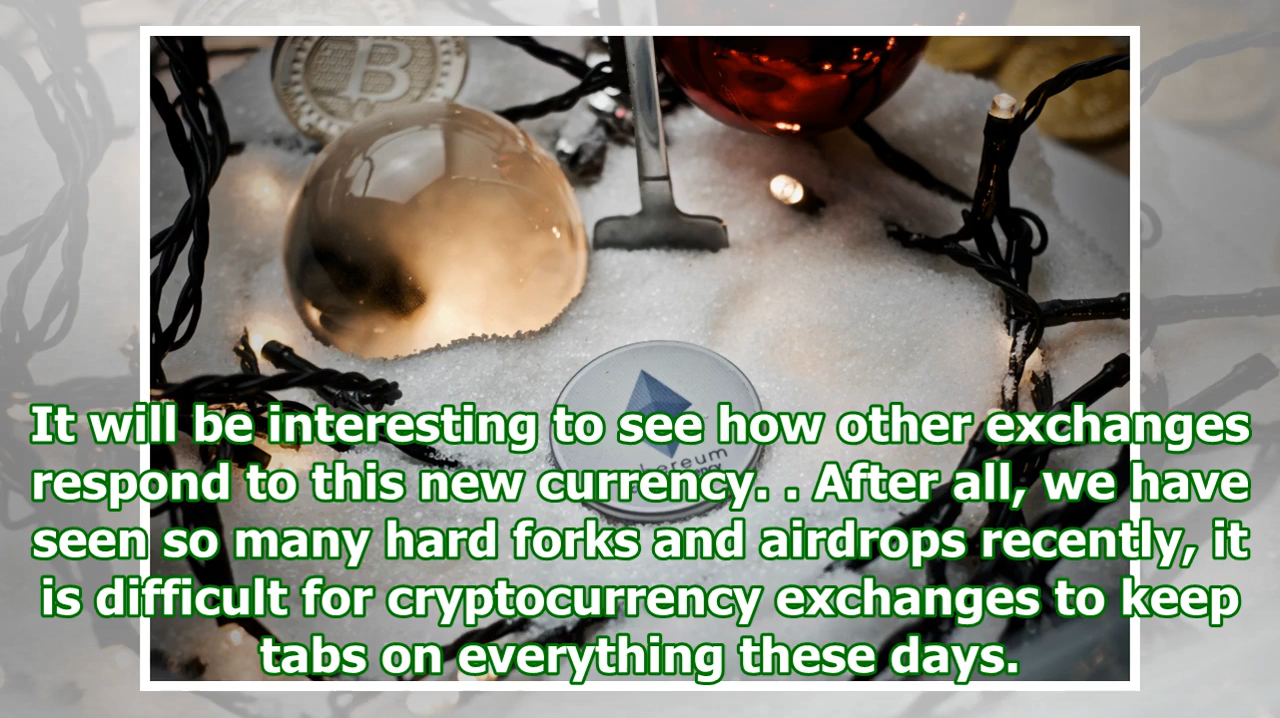 It will be interesting to see how other exchanges
respond to this new currency. . After all, we have
seen so many hard forks and airdrops recently, it
is difficult for cryptocurrency exchanges to keep
tabs on everything these days.